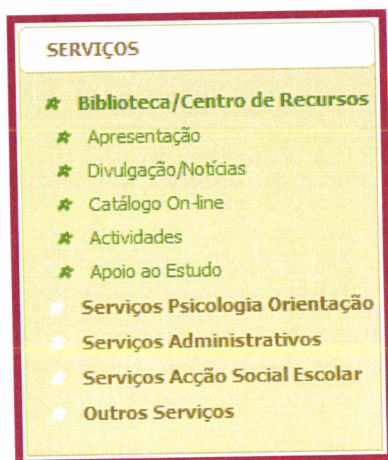 SERVIÇOS
Biblioteca/Centro de Recursos
Apresentação
Divulgação/Notícias
Catálogo On-line
Actividades
Apoio ao Estudo
Serviços Psicologia Orientação
Serviços Administrativos
Serviços Acção Social Escolar
Outros Serviços